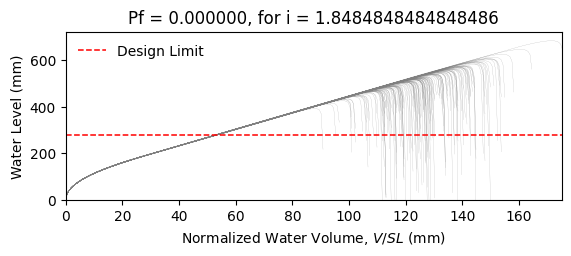 Pf = 0.000000, for i = 1.8484848484848486
Design Limit
Water Level (mm)
600
400
200
0
0 20 40 60 80 100 120 140 160
Normalized Water Volume, V/SL (mm)